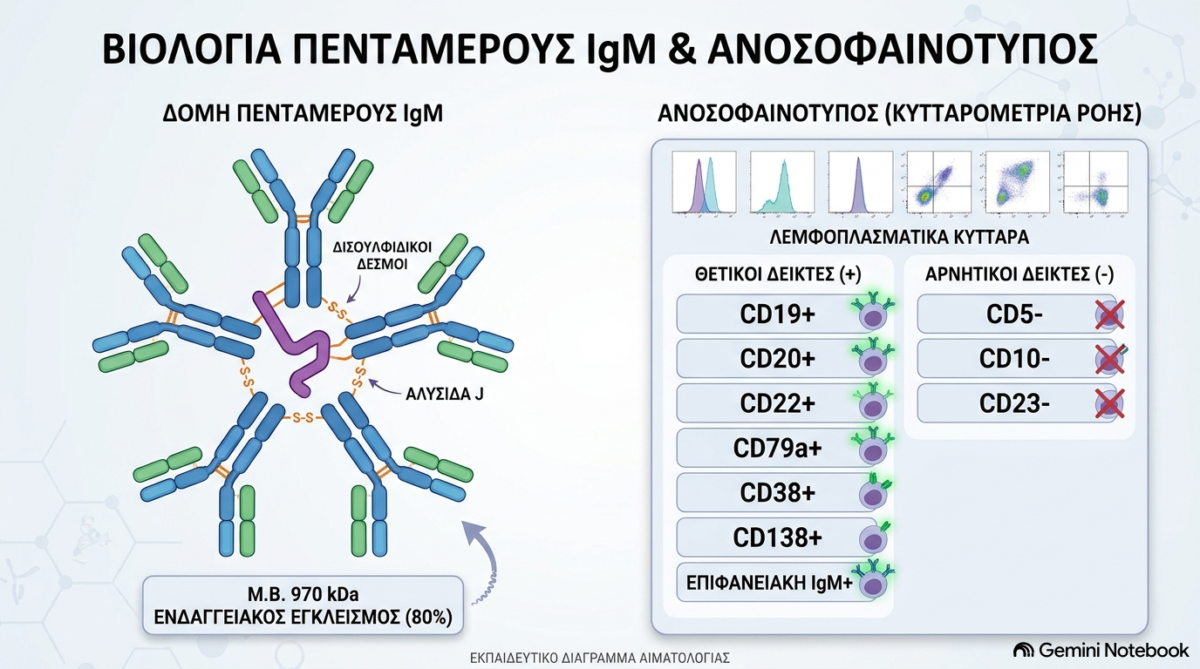 ΒΙΟΛΟΓΙΑ ΠΕΝΤΑΜΕΡΟΥΣ IgM & ΑΝΟΣΟΦΑΙΝΟΤΥΠΟΣ
ΔΟΜΗ ΠΕΝΤΑΜΕΡΟΥΣ IgM
ΔΙΣΟΥΛΦΙΔΙΚΟΙ
ΔΕΣΜΟΙ
S-S
S-S
S-S
S-S
ΑΛΥΣΙΔΑ J
Μ.Β. 970 kDa
ΕΝΔΑΓΓΕΙΑΚΟΣ ΕΓΚΛΕΙΣΜΟΣ (80%)
ΑΝΟΣΟΦΑΙΝΟΤΥΠΟΣ (ΚΥΤΤΑΡΟΜΕΤΡΙΑ ΡΟΗΣ)
ΛΕΜΦΟΠΛΑΣΜΑΤΙΚΑ ΚΥΤΤΑΡΑ
ΘΕΤΙΚΟΙ ΔΕΙΚΤΕΣ (+)
CD19+
CD20+
CD22+
CD79a+
CD38+
CD138+
ΕΠΙΦΑΝΕΙΑΚΗ IgM+
ΑΡΝΗΤΙΚΟΙ ΔΕΙΚΤΕΣ (-)
CD5-
CD10-
CD23-
ΕΚΠΑΙΔΕΥΤΙΚΟ ΔΙΑΓΡΑΜΜΑ ΑΙΜΑΤΟΛΟΓΙΑΣ
Gemini Notebook